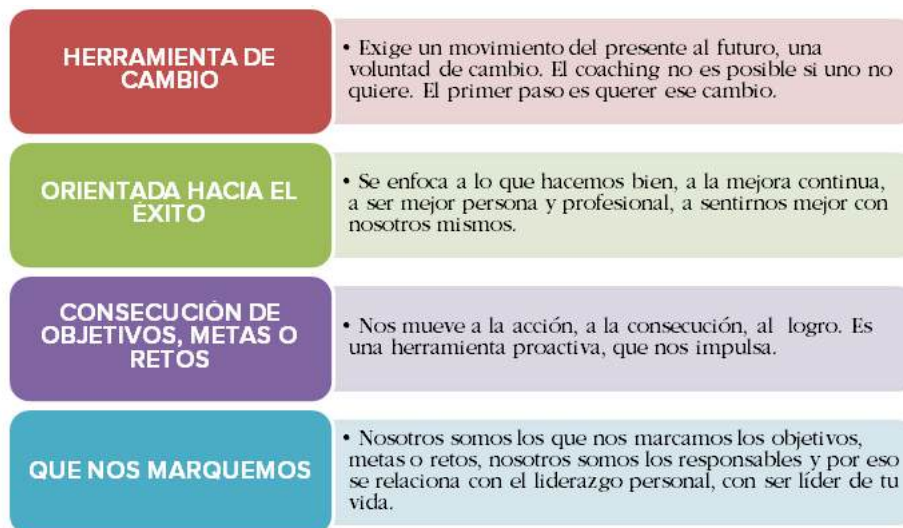 HERRAMIENTA DE
CAMBIO
• Exige un movimiento del presente al futuro, una
voluntad de cambio. El coaching no es posible si uno no
quiere. El primer paso es querer ese cambio.
ORIENTADA HACIA EL
ÉXITO
• Se enfoca a lo que hacemos bien, a la mejora continua,
a ser mejor persona y profesional, a sentirnos mejor con
nosotros mismos.
CONSECUCIÓN DE
OBJETIVOS, METAS O
RETOS
• Nos mueve a la acción, a la consecución, al logro. Es
una herramienta proactiva, que nos impulsa.
QUE NOS MARQUEMOS
• Nosotros somos los que nos marcamos los objetivos,
metas o retos, nosotros somos los responsables y por eso
se relaciona con el liderazgo personal, con ser líder de tu
vida.